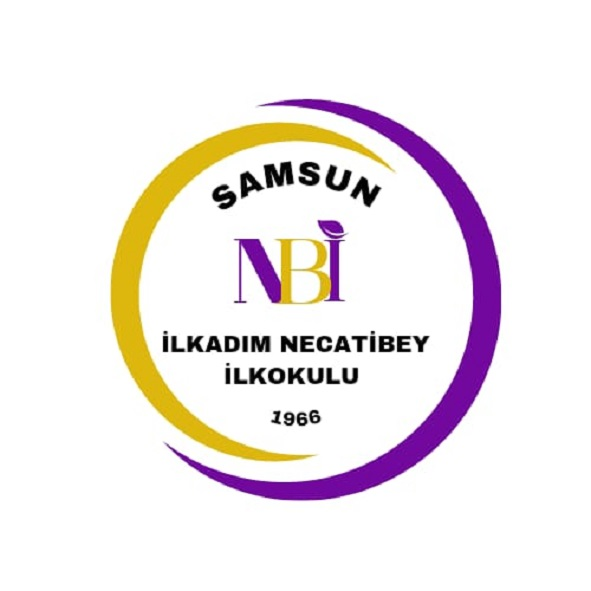 SAMSUN
NBİ
İLKADIM NECATİBEY
İLKOKULU
1966